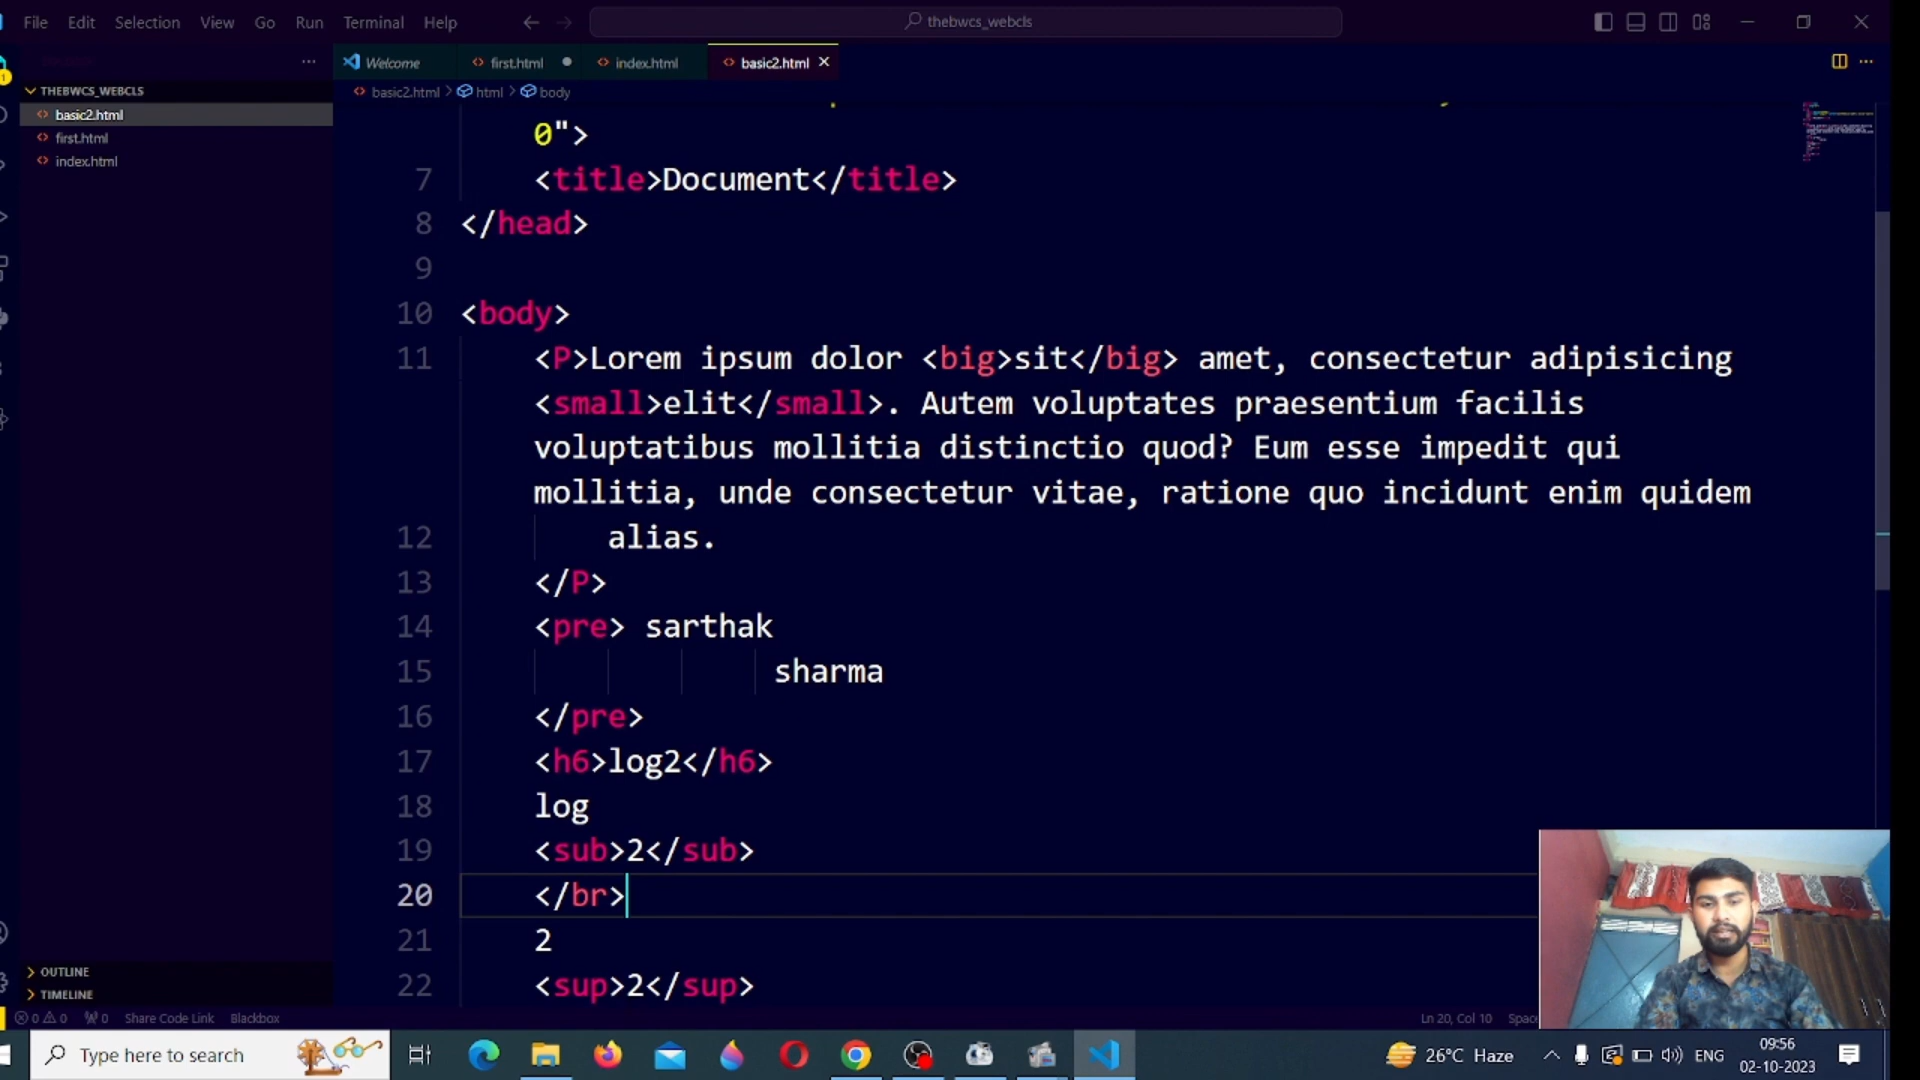 File Edit Selection View Go Run Terminal Help
thebwcs_webcls
Welcome first.html index.html basic2.html
THEBWCS_WEBCLS
basic2.html
first.html
index.html
basic2.html > html > body
0">
7 <title>Document</title>
8 </head>
9
10 <body>
11 <P>Lorem ipsum dolor <big>sit</big> amet, consectetur adipisicing
<small>elit</small>. Autem voluptates praesentium facilis
voluptatibus mollitia distinctio quod? Eum esse impedit qui
mollitia, unde consectetur vitae, ratione quo incidunt enim quidem
12 alias.
13 </P>
14 <pre> sarthak
15 sharma
16 </pre>
17 <h6>log2</h6>
18 log
19 <sub>2</sub>
20 </br>
21 2
22 <sup>2</sup>
OUTLINE
TIMELINE
0 0 0 Share Code Link Blackbox
Ln 20, Col 10
Type here to search
26°C Haze
ENG
09:56
02-10-2023